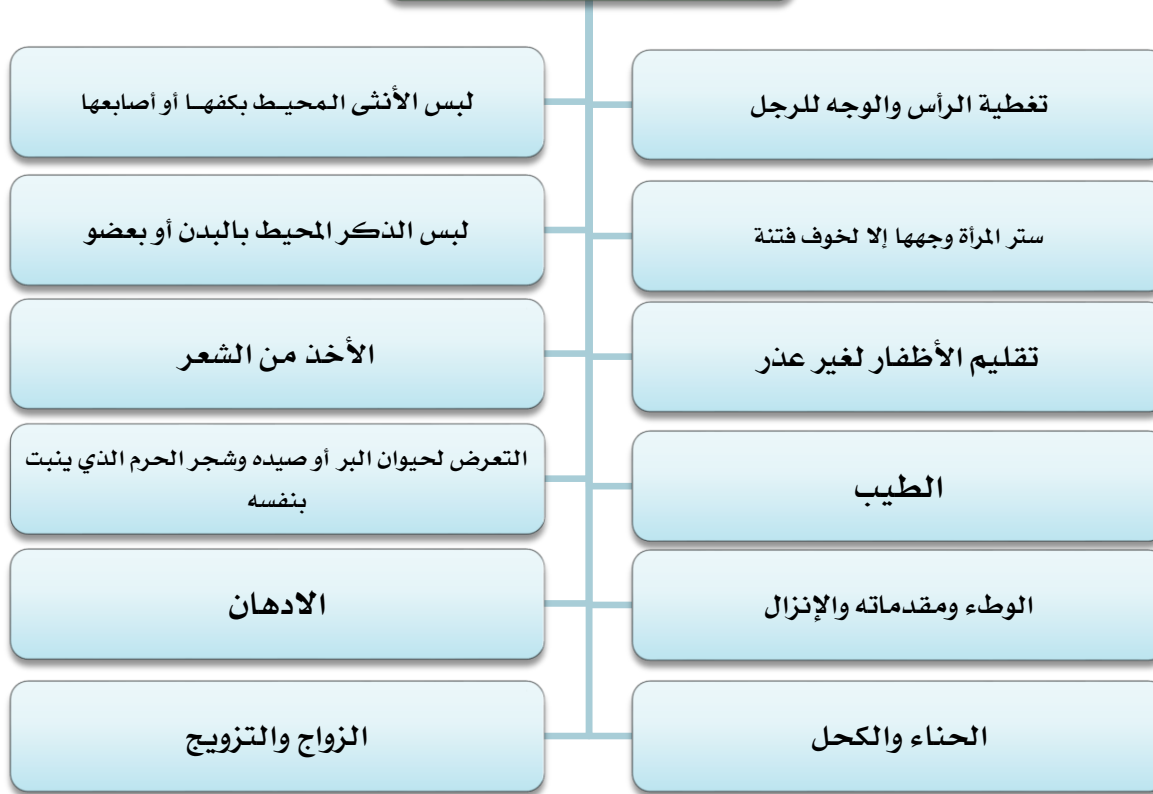 تغطية الرأس والوجه للرجل
لبس الأنثى المحيط بكفها أو أصابعها
ستر المرأة وجهها إلا لخوف فتنة
لبس الذكر المحيط بالبدن أو بعضو
تقليم الأظفار لغير عذر
الأخذ من الشعر
الطيب
التعرض لحيوان البر أو صيده وشجر الحرم الذي ينبت
بنفسه
الوطء ومقدماته والإنزال
الادهان
الحناء والكحل
الزواج والتزويج